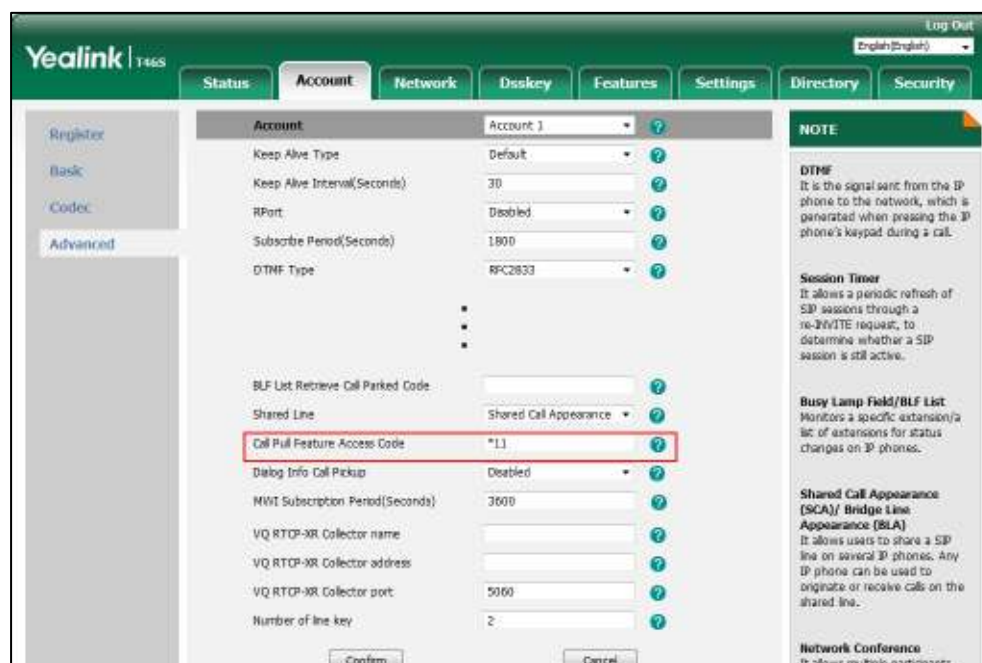 Log Out
Yealink T46S
English(English)
Status Account Network Dsskey Features Settings Directory Security
Register
Basic
Codec
Advanced
Account Account 1
Keep Alive Type Default
Keep Alive Interval(Seconds) 30
RPort Disabled
Subscribe Period(Seconds) 1800
DTMF Type RFC2833
BLF List Retrieve Call Parked Code
Shared Line Shared Call Appearance
Call Pull Feature Access Code *11
Dialog Info Call Pickup Disabled
MWI Subscription Period(Seconds) 3600
VQ RTCP-XR Collector name
VQ RTCP-XR Collector address
VQ RTCP-XR Collector port 5060
Number of line key 2
Confirm Cancel
NOTE
DTMF
It is the signal sent from the IP
phone to the network, which is
generated when pressing the IP
phone's keypad during a call.
Session Timer
It allows a periodic refresh of
SIP sessions through a
re-INVITE request, to
determine whether a SIP
session is still active.
Busy Lamp Field/BLF List
Monitors a specific extension/a
list of extensions for status
changes on IP phones.
Shared Call Appearance
(SCA)/ Bridge Line
Appearance (BLA)
It allows users to share a SIP
line on several IP phones. Any
IP phone can be used to
originate or receive calls on the
shared line.
Network Conference
It allows multiple participants